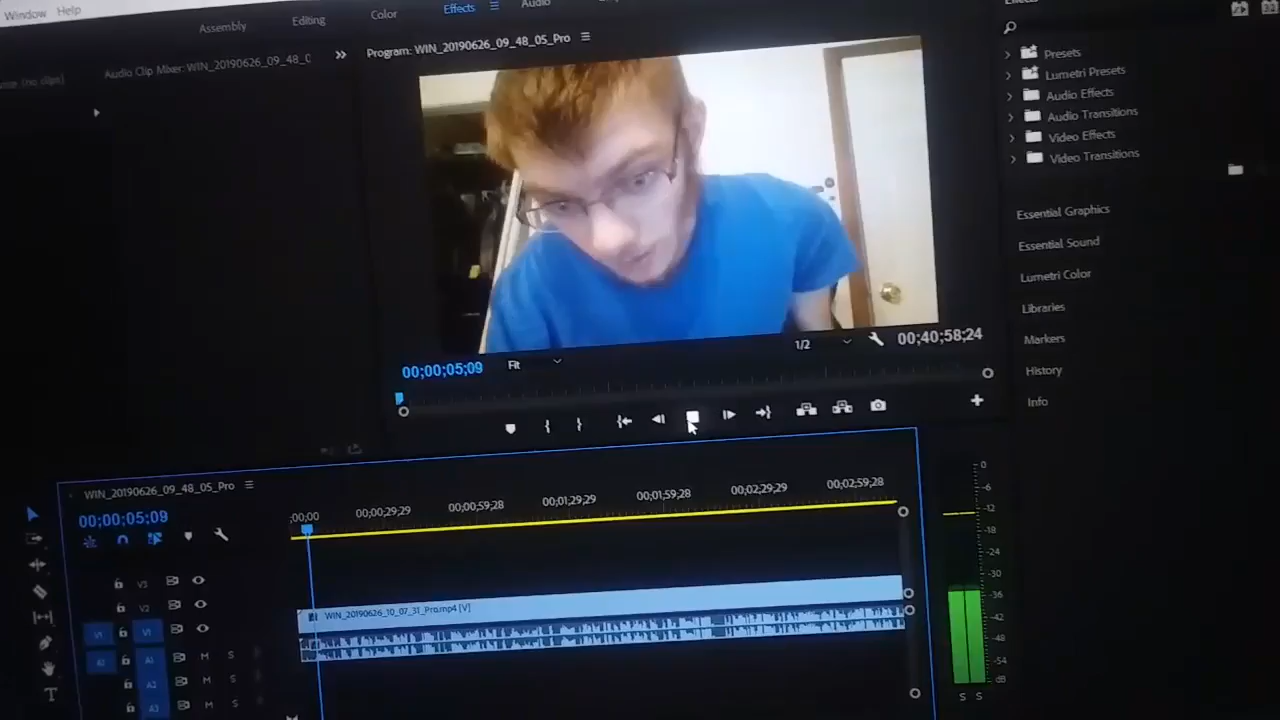 Window Help
Assembly
Editing
Color
Effects
Audio
(no clips)
Audio Clip Mixer: WIN_20190626_09_48_0
Program: WIN_20190626_09_48_05_Pro
Presets
Lumetri Presets
Audio Effects
Audio Transitions
Video Effects
Video Transitions
Essential Graphics
Essential Sound
Lumetri Color
Libraries
Markers
History
Info
00;00;05;09
Fit
1/2
00;40;58;24
WIN_20190626_09_48_05_Pro
00;00;05;09
;00;00
00;00;29;29
00;00;59;28
00;01;29;29
00;01;59;28
00;02;29;29
00;02;59;28
V3
V2
V1 V1
A1 M S
A2 M S
A3 M S
WIN_20190626_10_07_31_Pro.mp4 [V]
0
-6
-12
-18
-24
-30
-36
-42
-48
-54
dB
S S